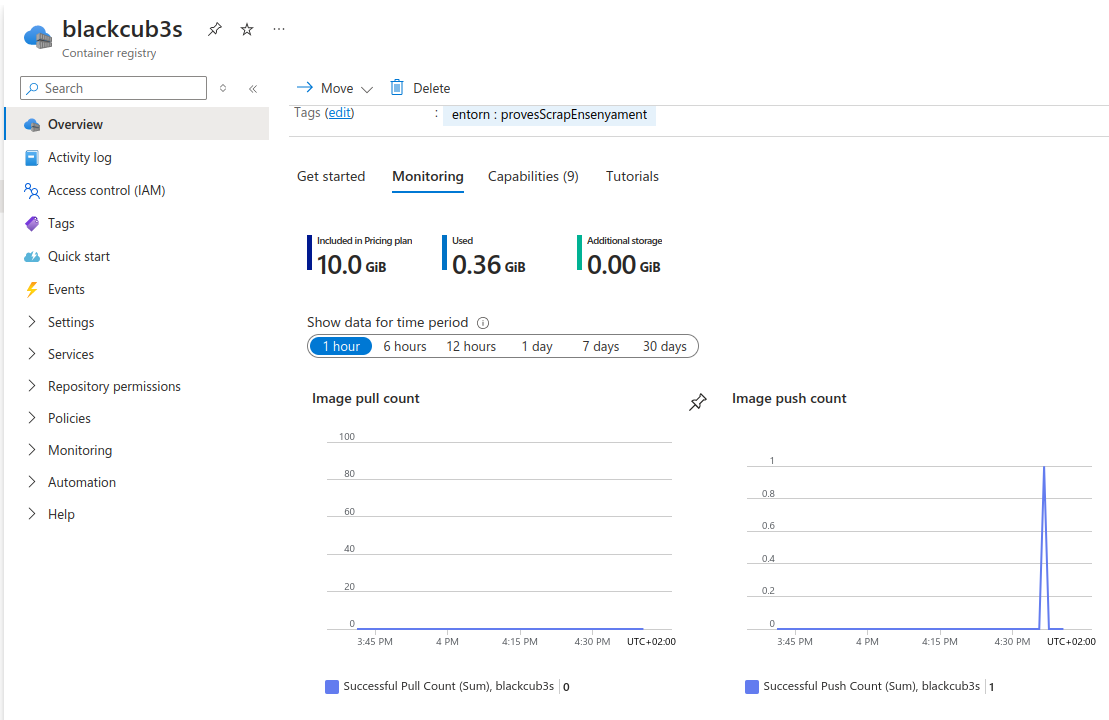 blackcub3s
Container registry
Search
Overview
Activity log
Access control (IAM)
Tags
Quick start
Events
Settings
Services
Repository permissions
Policies
Monitoring
Automation
Help
Move
Delete
Tags (edit) : entorn : provesScrapEnsenyament
Get started Monitoring Capabilities (9) Tutorials
Included in Pricing plan
10.0 GiB
Used
0.36 GiB
Additional storage
0.00 GiB
Show data for time period
1 hour 6 hours 12 hours 1 day 7 days 30 days
Image pull count
100
80
60
40
20
0
3:45 PM 4 PM 4:15 PM 4:30 PM UTC+02:00
Successful Pull Count (Sum), blackcub3s 0
Image push count
1
0.8
0.6
0.4
0.2
0
3:45 PM 4 PM 4:15 PM 4:30 PM UTC+02:00
Successful Push Count (Sum), blackcub3s 1